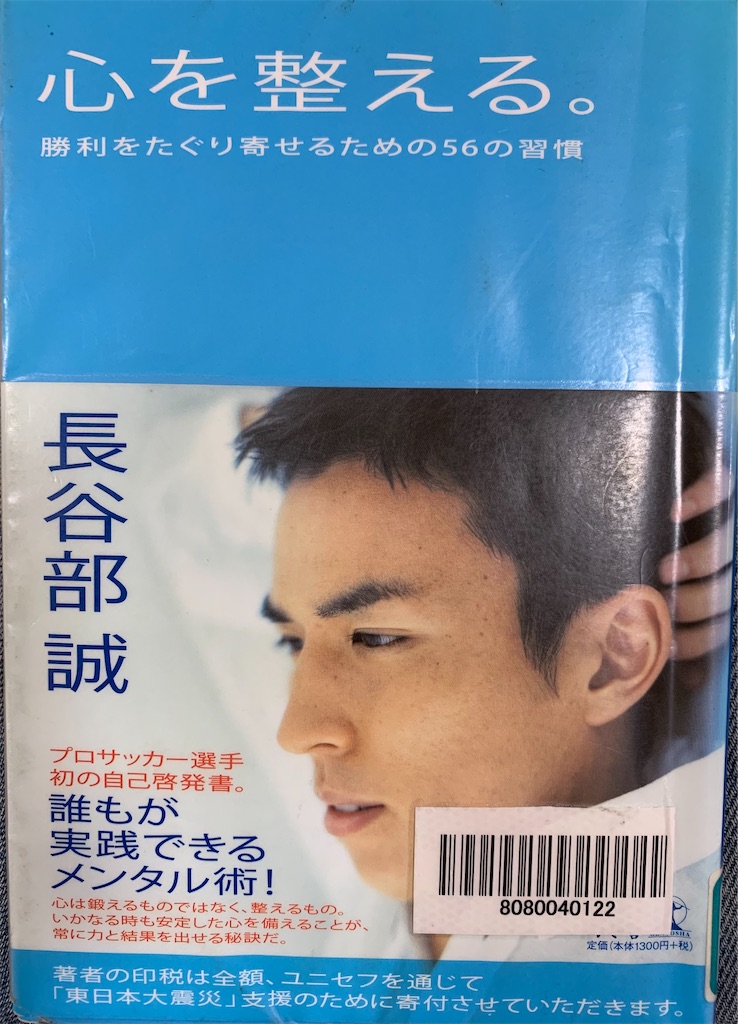 心を整える。
勝利をたぐり寄せるための56の習慣
長谷部 誠
プロサッカー選手
初の自己啓発書。
誰もが
実践できる
メンタル術!
心は鍛えるものではなく、整えるもの。
いかなる時も安定した心を備えることが、
常に力と結果を出せる秘訣だ。
8080040122
定価(本体1300円+税)
著者の印税は全額、ユニセフを通じて
「東日本大震災」支援のために寄付させていただきます。